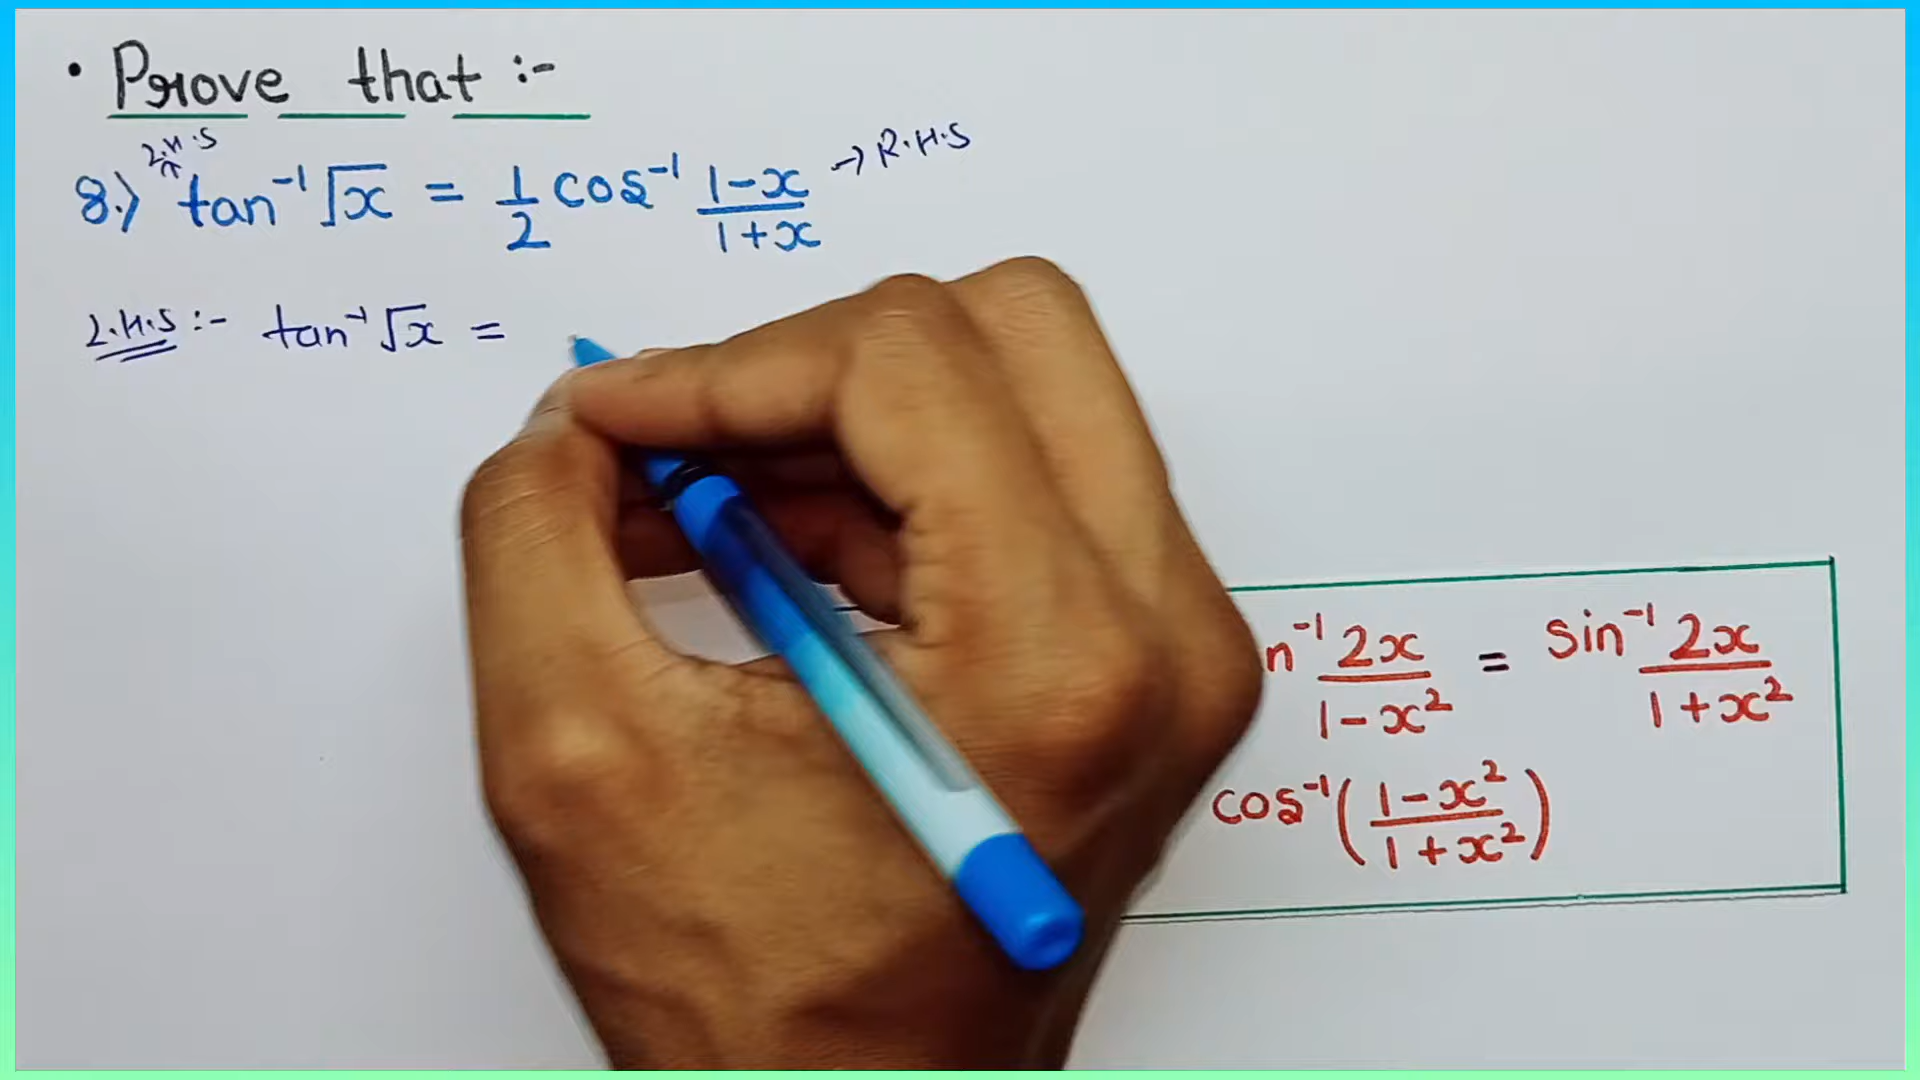 • Prove that :-
L.H.S
8.) tan⁻¹ √x = 1/2 cos⁻¹ (1-x)/(1+x) → R.H.S
L.H.S :- tan⁻¹ √x =
n⁻¹ 2x/(1-x²) = sin⁻¹ 2x/(1+x²)
cos⁻¹ ((1-x²)/(1+x²))